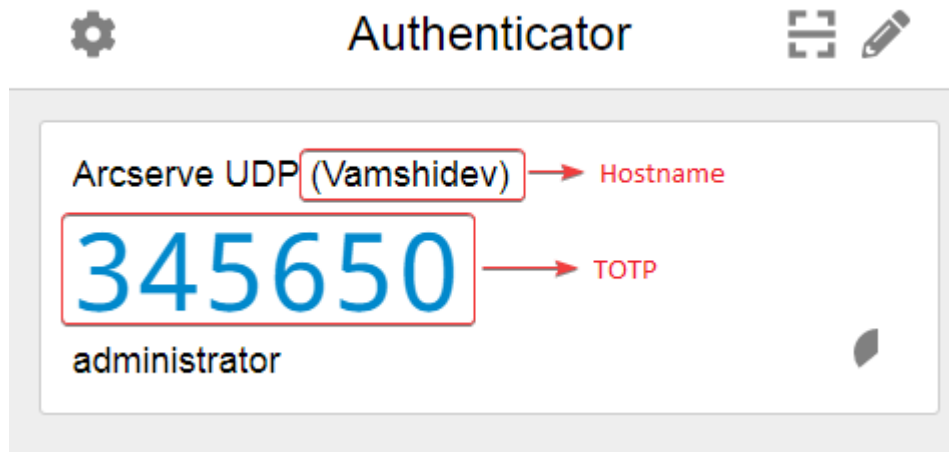 Authenticator
Arcserve UDP (Vamshidev) Hostname
345650 TOTP
administrator